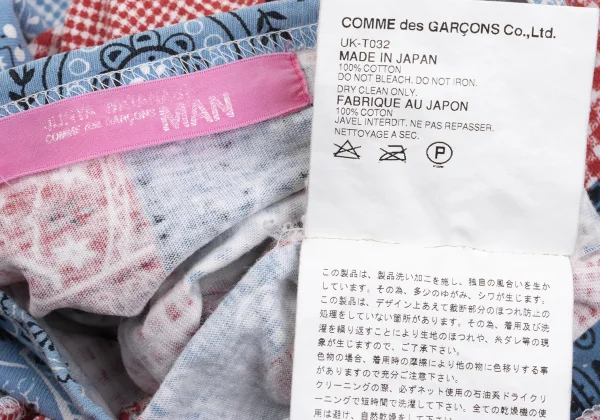 JUNYA WATANABE
COMME des GARÇONS MAN
COMME des GARÇONS Co.,Ltd.
UK-T032
MADE IN JAPAN
100% COTTON
DO NOT BLEACH. DO NOT IRON.
DRY CLEAN ONLY.
FABRIQUE AU JAPON
100% COTON
JAVEL INTERDIT. NE PAS REPASSER.
NETTOYAGE A SEC.
P
この製品は、製品洗い加工を施し、独自の風合いを生か
しています。その為、多少のゆがみ、シワが生じます。
この製品は、デザイン上あえて裁断部分のほつれ防止の
処理をしていない箇所があります。その為、着用及び洗
濯を繰り返すことにより生地のほつれや、糸ダレ等の現
象が生じますので、ご了承下さい。
色物の場合、着用時の摩擦により他の物に色移りする事
がありますので充分ご注意下さい。
クリーニングの際、必ずネット使用の石油系ドライクリ
ーニングで短時間で洗濯して下さい。全ての乾燥機の使
用は避け、自然乾燥をして下さい。